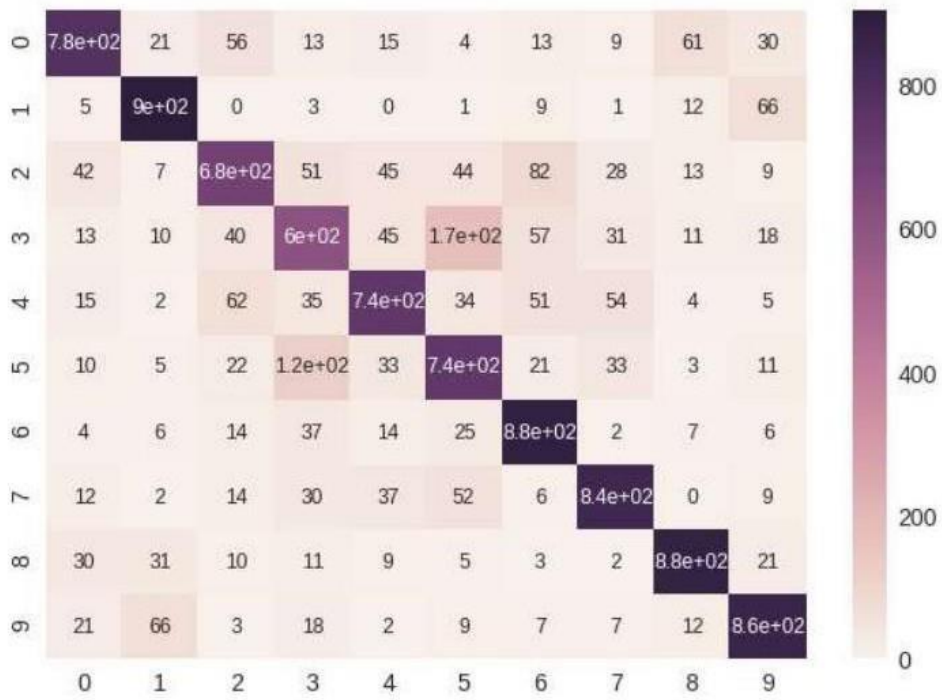 0 7.8e+02 21 56 13 15 4 13 9 61 30
1 5 9e+02 0 3 0 1 9 1 12 66
2 42 7 6.8e+02 51 45 44 82 28 13 9
3 13 10 40 6e+02 45 1.7e+02 57 31 11 18
4 15 2 62 35 7.4e+02 34 51 54 4 5
5 10 5 22 1.2e+02 33 7.4e+02 21 33 3 11
6 4 6 14 37 14 25 8.8e+02 2 7 6
7 12 2 14 30 37 52 6 8.4e+02 0 9
8 30 31 10 11 9 5 3 2 8.8e+02 21
9 21 66 3 18 2 9 7 7 12 8.6e+02
0 1 2 3 4 5 6 7 8 9
800
600
400
200
0